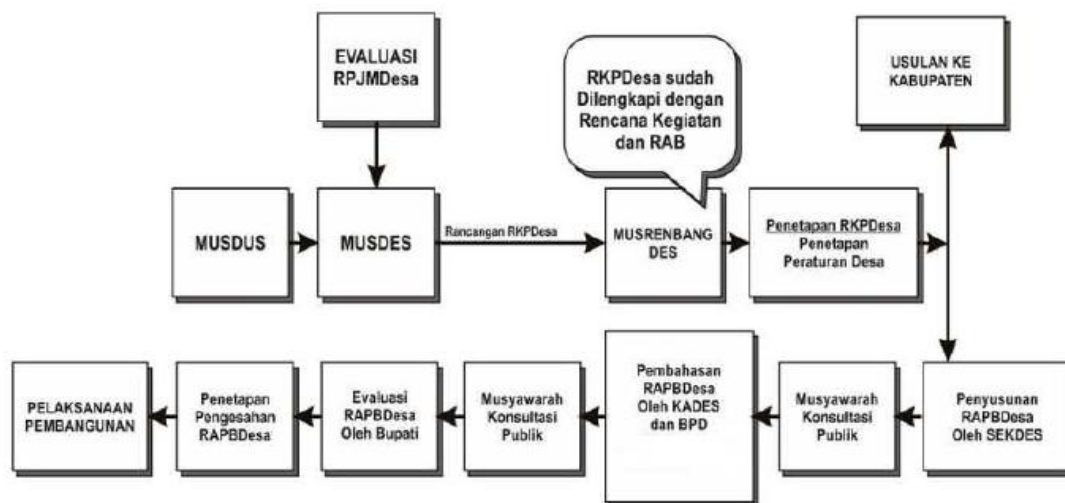 EVALUASI
RPJMDesa
RKPDesa sudah
Dilengkapi dengan
Rencana Kegiatan
dan RAB
USULAN KE
KABUPATEN
MUSDUS
MUSDES
Rancangan RKPDesa
MUSRENBANG
DES
Penetapan RKPDesa
Penetapan
Peraturan Desa
PELAKSANAAN
PEMBANGUNAN
Penetapan
Pengesahan
RAPBDesa
Evaluasi
RAPBDesa
Oleh Bupati
Musyawarah
Konsultasi
Publik
Pembahasan
RAPBDesa
Oleh KADES
dan BPD
Musyawarah
Konsultasi
Publik
Penyusunan
RAPBDesa
Oleh SEKDES